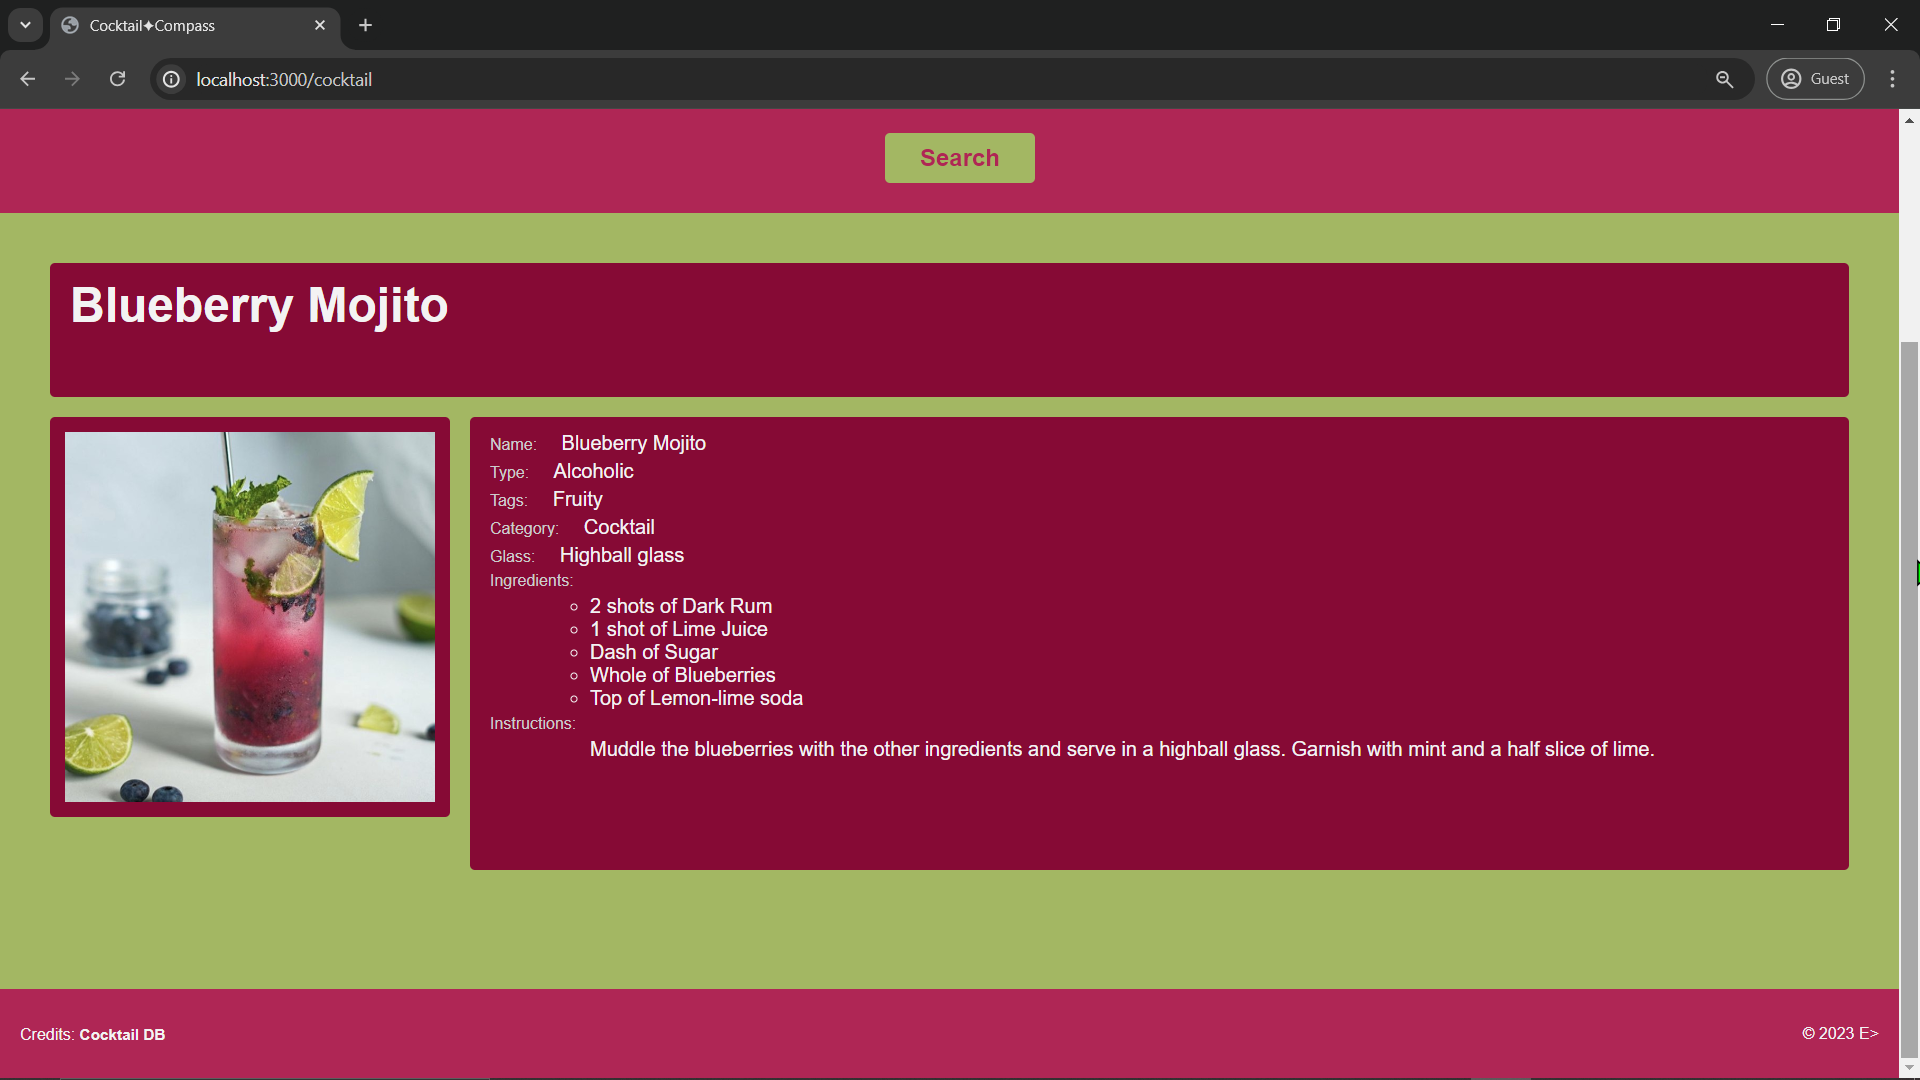 Cocktail✦Compass
localhost:3000/cocktail
Guest
Search
Blueberry Mojito
Name: Blueberry Mojito
Type: Alcoholic
Tags: Fruity
Category: Cocktail
Glass: Highball glass
Ingredients:
2 shots of Dark Rum
1 shot of Lime Juice
Dash of Sugar
Whole of Blueberries
Top of Lemon-lime soda
Instructions:
Muddle the blueberries with the other ingredients and serve in a highball glass. Garnish with mint and a half slice of lime.
Credits: Cocktail DB
© 2023 E>